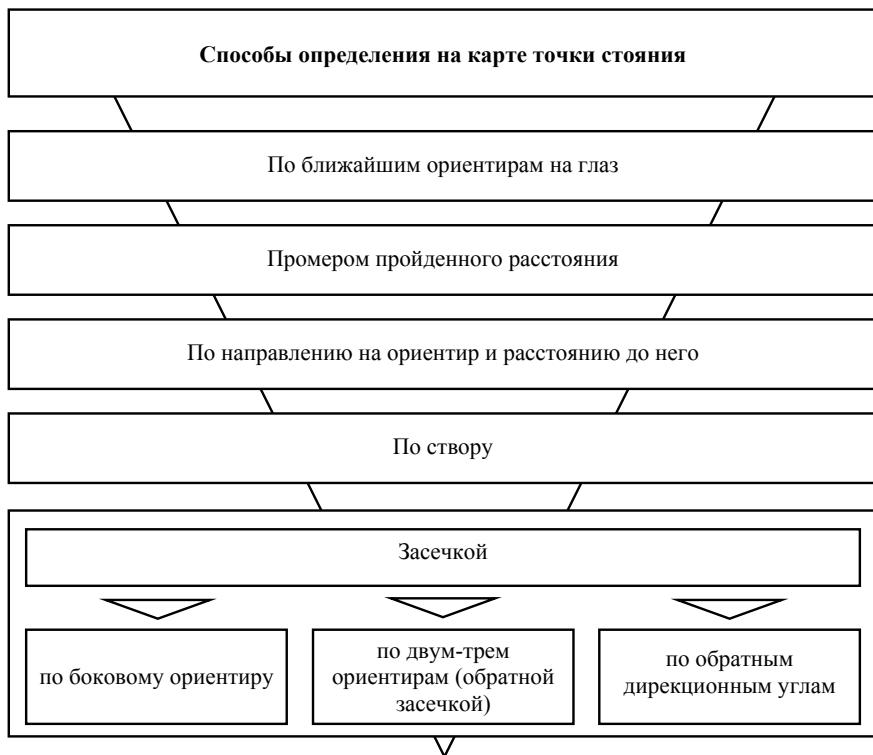 Способы определения на карте точки стояния
По ближайшим ориентирам на глаз
Промером пройденного расстояния
По направлению на ориентир и расстоянию до него
По створу
Засечкой
по боковому ориентиру
по двум-трем
ориентирам (обратной
засечкой)
по обратным
дирекционным углам